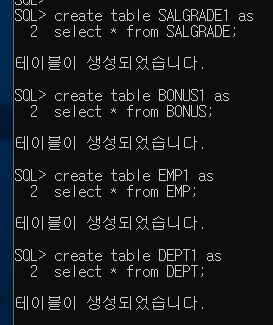 SQL>
SQL> create table SALGRADE1 as
  2  select * from SALGRADE;
테이블이 생성되었습니다.
SQL> create table BONUS1 as
  2  select * from BONUS;
테이블이 생성되었습니다.
SQL> create table EMP1 as
  2  select * from EMP;
테이블이 생성되었습니다.
SQL> create table DEPT1 as
  2  select * from DEPT;
테이블이 생성되었습니다.